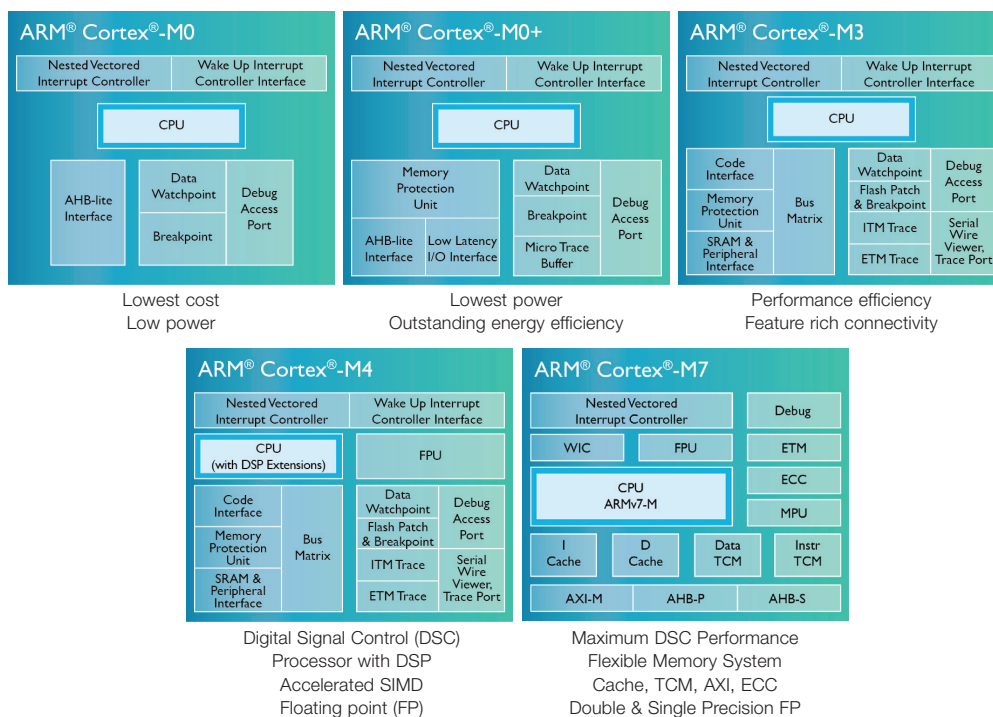 ARM® Cortex®-M0
Nested Vectored
Interrupt Controller
Wake Up Interrupt
Controller Interface
CPU
AHB-lite
Interface
Data
Watchpoint
Breakpoint
Debug
Access
Port
Lowest cost
Low power
ARM® Cortex®-M0+
Nested Vectored
Interrupt Controller
Wake Up Interrupt
Controller Interface
CPU
Memory
Protection
Unit
AHB-lite
Interface
Low Latency
I/O Interface
Data
Watchpoint
Breakpoint
Micro Trace
Buffer
Debug
Access
Port
Lowest power
Outstanding energy efficiency
ARM® Cortex®-M3
Nested Vectored
Interrupt Controller
Wake Up Interrupt
Controller Interface
CPU
Code
Interface
Memory
Protection
Unit
SRAM &
Peripheral
Interface
Bus
Matrix
Data
Watchpoint
Flash Patch
& Breakpoint
ITM Trace
ETM Trace
Debug
Access
Port
Serial
Wire
Viewer,
Trace Port
Performance efficiency
Feature rich connectivity
ARM® Cortex®-M4
Nested Vectored
Interrupt Controller
Wake Up Interrupt
Controller Interface
CPU
(with DSP Extensions)
FPU
Code
Interface
Memory
Protection
Unit
SRAM &
Peripheral
Interface
Bus
Matrix
Data
Watchpoint
Flash Patch
& Breakpoint
ITM Trace
ETM Trace
Debug
Access
Port
Serial
Wire
Viewer,
Trace Port
Digital Signal Control (DSC)
Processor with DSP
Accelerated SIMD
Floating point (FP)
ARM® Cortex®-M7
Nested Vectored
Interrupt Controller
Debug
WIC
FPU
ETM
CPU
ARMv7-M
ECC
MPU
I
Cache
D
Cache
Data
TCM
Instr
TCM
AXI-M
AHB-P
AHB-S
Maximum DSC Performance
Flexible Memory System
Cache, TCM, AXI, ECC
Double & Single Precision FP